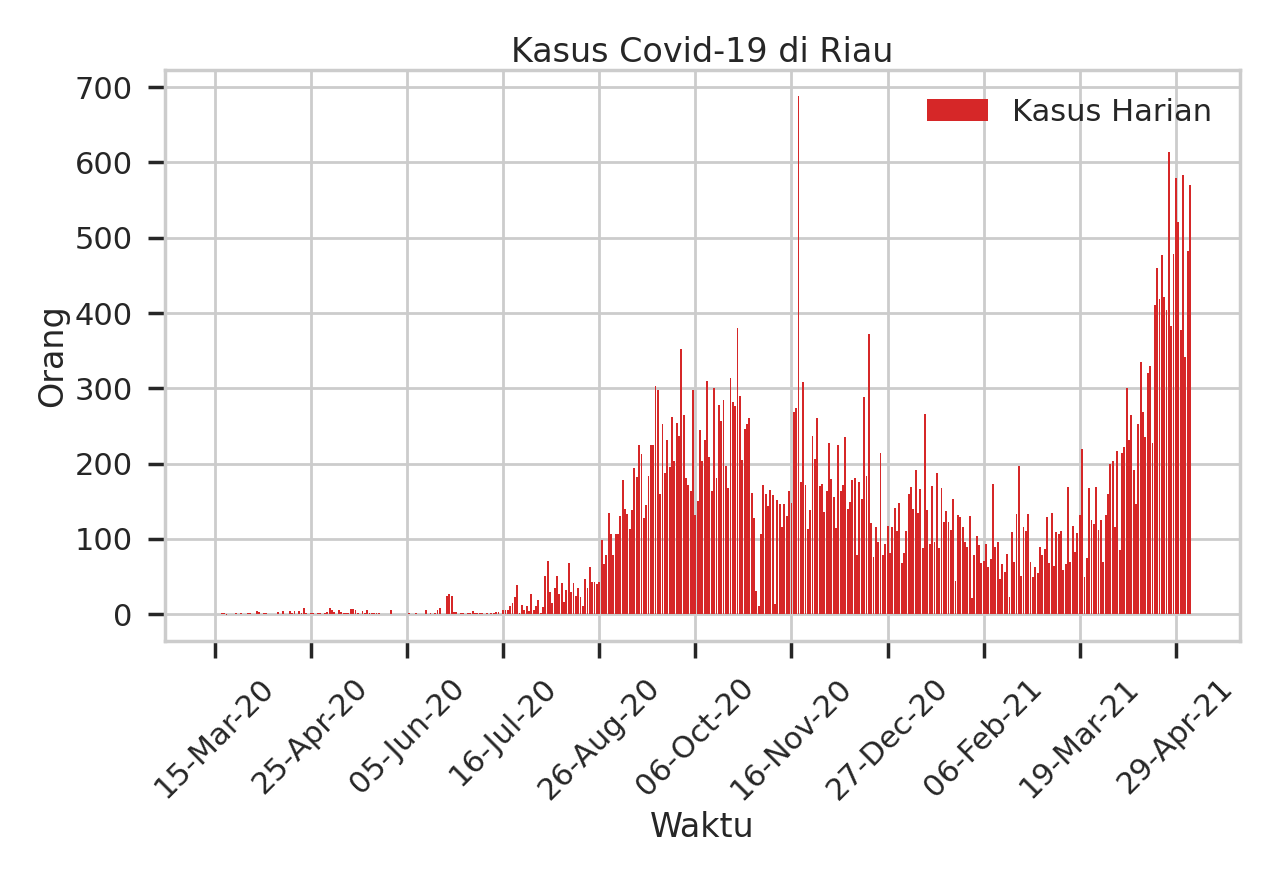 Kasus Covid-19 di Riau
Kasus Harian
700
600
500
400
300
200
100
0
Orang
15-Mar-20
25-Apr-20
05-Jun-20
16-Jul-20
26-Aug-20
06-Oct-20
16-Nov-20
27-Dec-20
06-Feb-21
19-Mar-21
29-Apr-21
Waktu